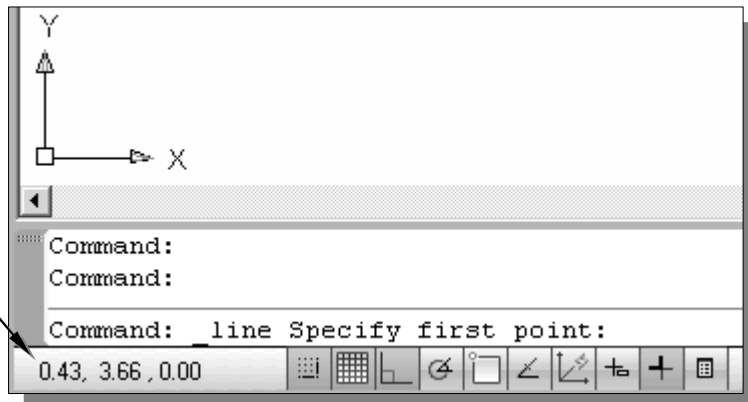 Y
X
Command:
Command:
Command: _line Specify first point:
0.43, 3.66 , 0.00